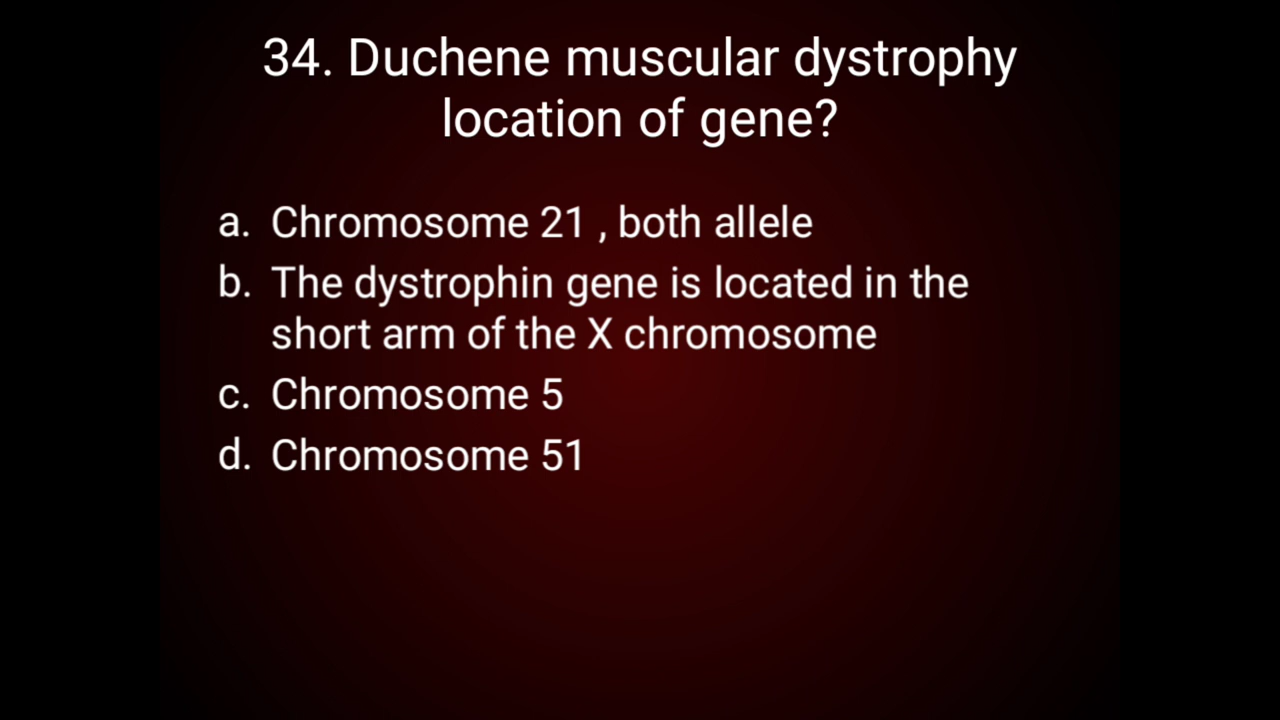 34. Duchene muscular dystrophy
location of gene?
a. Chromosome 21 , both allele
b. The dystrophin gene is located in the
short arm of the X chromosome
c. Chromosome 5
d. Chromosome 51